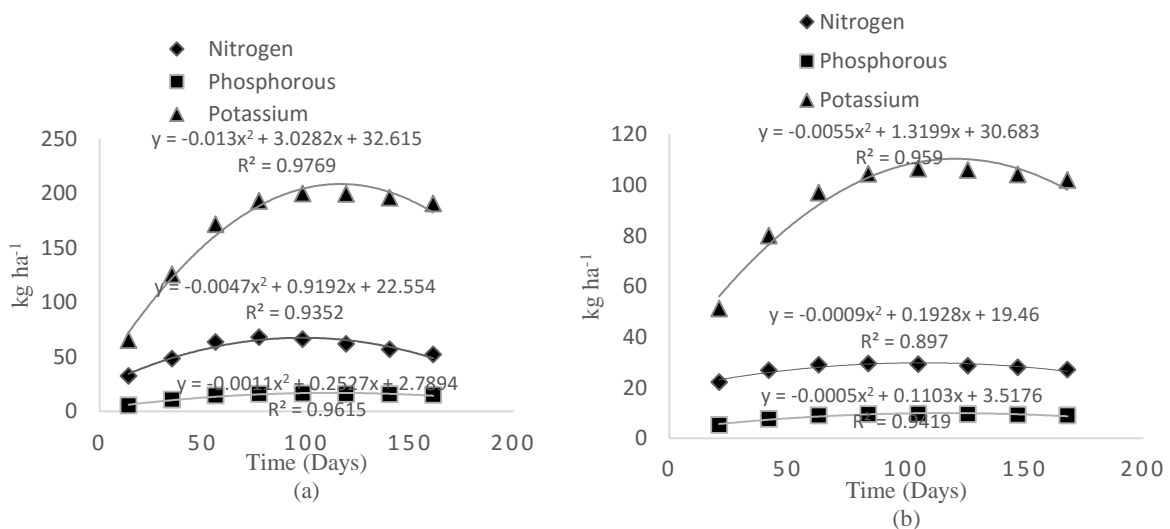 Nitrogen
Phosphorous
Potassium
(a)
y = -0.013x² + 3.0282x + 32.615
R² = 0.9769
y = -0.0047x² + 0.9192x + 22.554
R² = 0.9352
y = -0.0011x² + 0.2527x + 2.7894
R² = 0.9615
250
200
150
100
50
0
kg ha⁻¹
0 50 100 150 200
Time (Days)
(a)
Nitrogen
Phosphorous
Potassium
(b)
y = -0.0055x² + 1.3199x + 30.683
R² = 0.959
y = -0.0009x² + 0.1928x + 19.46
R² = 0.897
y = -0.0005x² + 0.1103x + 3.5176
R² = 0.9419
120
100
80
60
40
20
0
kg ha⁻¹
0 50 100 150 200
Time (Days)
(b)